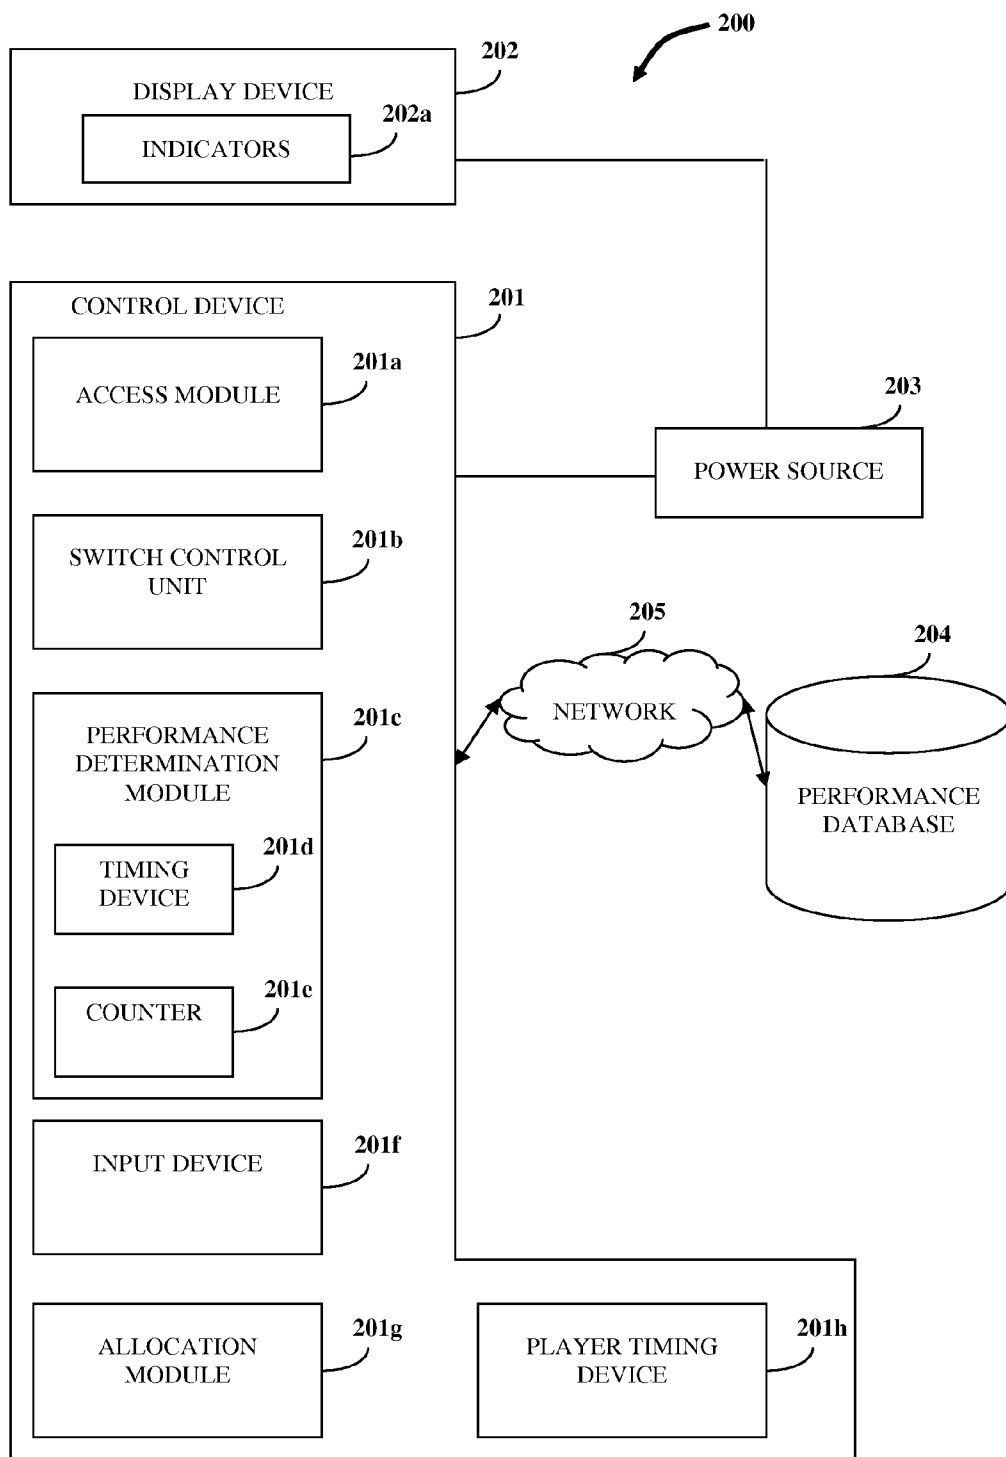 200
202
DISPLAY DEVICE
202a
INDICATORS
201
CONTROL DEVICE
201a
ACCESS MODULE
203
POWER SOURCE
201b
SWITCH CONTROL
UNIT
205
NETWORK
204
PERFORMANCE
DATABASE
201c
PERFORMANCE
DETERMINATION
MODULE
201d
TIMING
DEVICE
201e
COUNTER
201f
INPUT DEVICE
201g
ALLOCATION
MODULE
201h
PLAYER TIMING
DEVICE